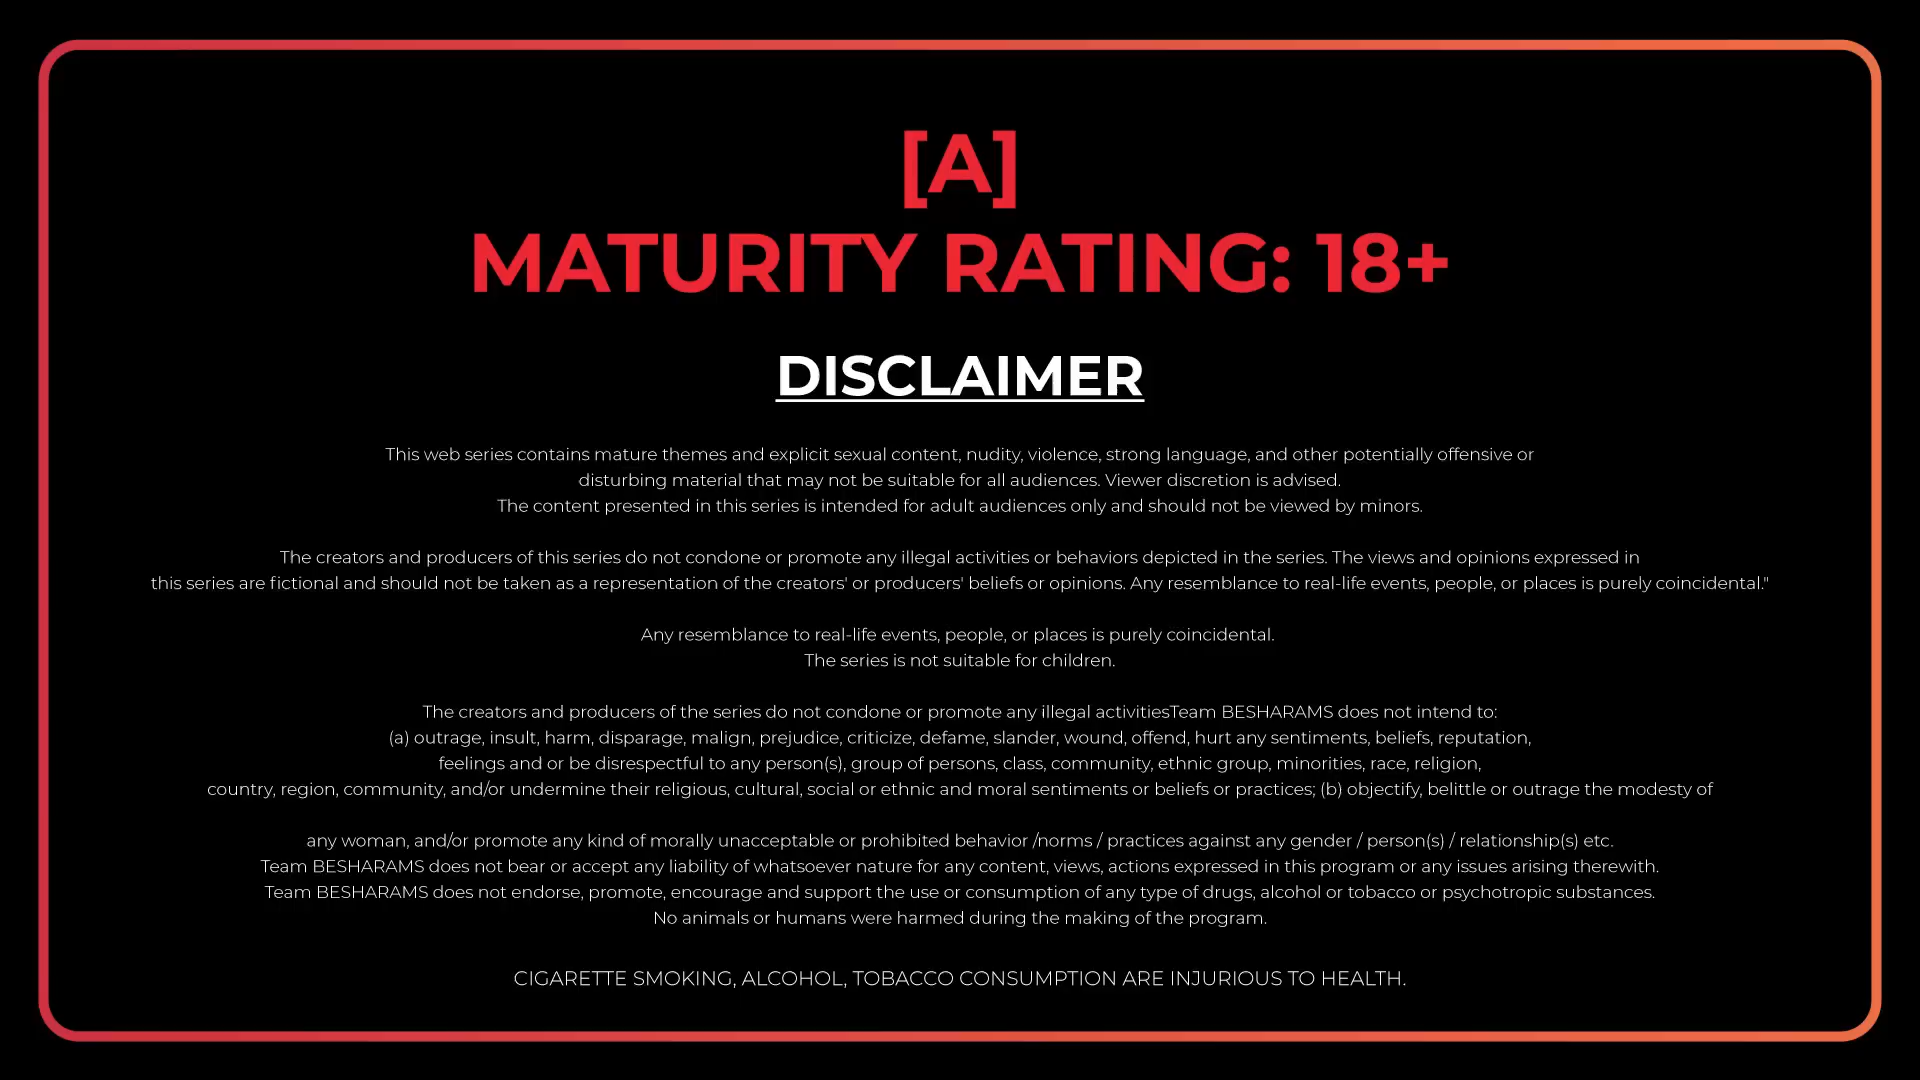 [A]
MATURITY RATING: 18+
DISCLAIMER
This web series contains mature themes and explicit sexual content, nudity, violence, strong language, and other potentially offensive or
disturbing material that may not be suitable for all audiences. Viewer discretion is advised.
The content presented in this series is intended for adult audiences only and should not be viewed by minors.
The creators and producers of this series do not condone or promote any illegal activities or behaviors depicted in the series. The views and opinions expressed in
this series are fictional and should not be taken as a representation of the creators' or producers' beliefs or opinions. Any resemblance to real-life events, people, or places is purely coincidental."
Any resemblance to real-life events, people, or places is purely coincidental.
The series is not suitable for children.
The creators and producers of the series do not condone or promote any illegal activitiesTeam BESHARAMS does not intend to:
(a) outrage, insult, harm, disparage, malign, prejudice, criticize, defame, slander, wound, offend, hurt any sentiments, beliefs, reputation,
feelings and or be disrespectful to any person(s), group of persons, class, community, ethnic group, minorities, race, religion,
country, region, community, and/or undermine their religious, cultural, social or ethnic and moral sentiments or beliefs or practices; (b) objectify, belittle or outrage the modesty of
any woman, and/or promote any kind of morally unacceptable or prohibited behavior /norms / practices against any gender / person(s) / relationship(s) etc.
Team BESHARAMS does not bear or accept any liability of whatsoever nature for any content, views, actions expressed in this program or any issues arising therewith.
Team BESHARAMS does not endorse, promote, encourage and support the use or consumption of any type of drugs, alcohol or tobacco or psychotropic substances.
No animals or humans were harmed during the making of the program.
CIGARETTE SMOKING, ALCOHOL, TOBACCO CONSUMPTION ARE INJURIOUS TO HEALTH.